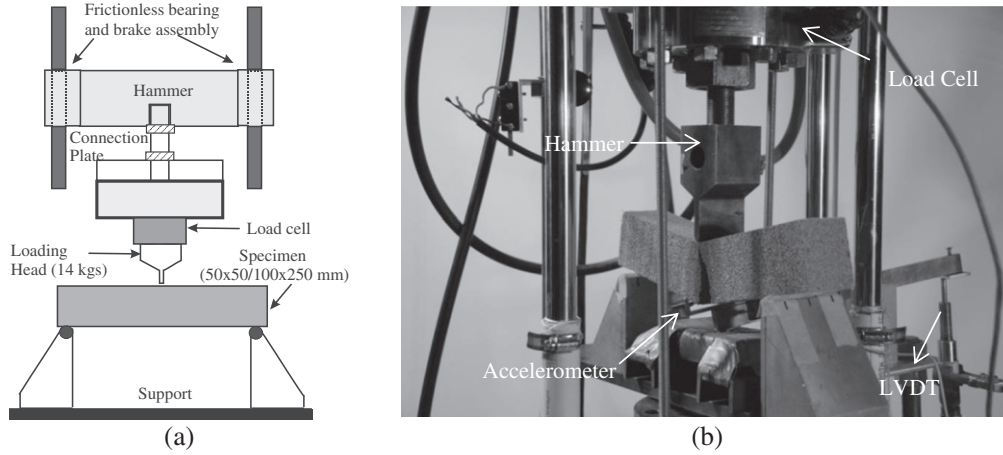 Frictionless bearing
and brake assembly
Hammer
Connection
Plate
Load cell
Loading
Head (14 kgs)
Specimen
(50x50/100x250 mm)
Support
(a)
Load Cell
Hammer
Accelerometer
LVDT
(b)